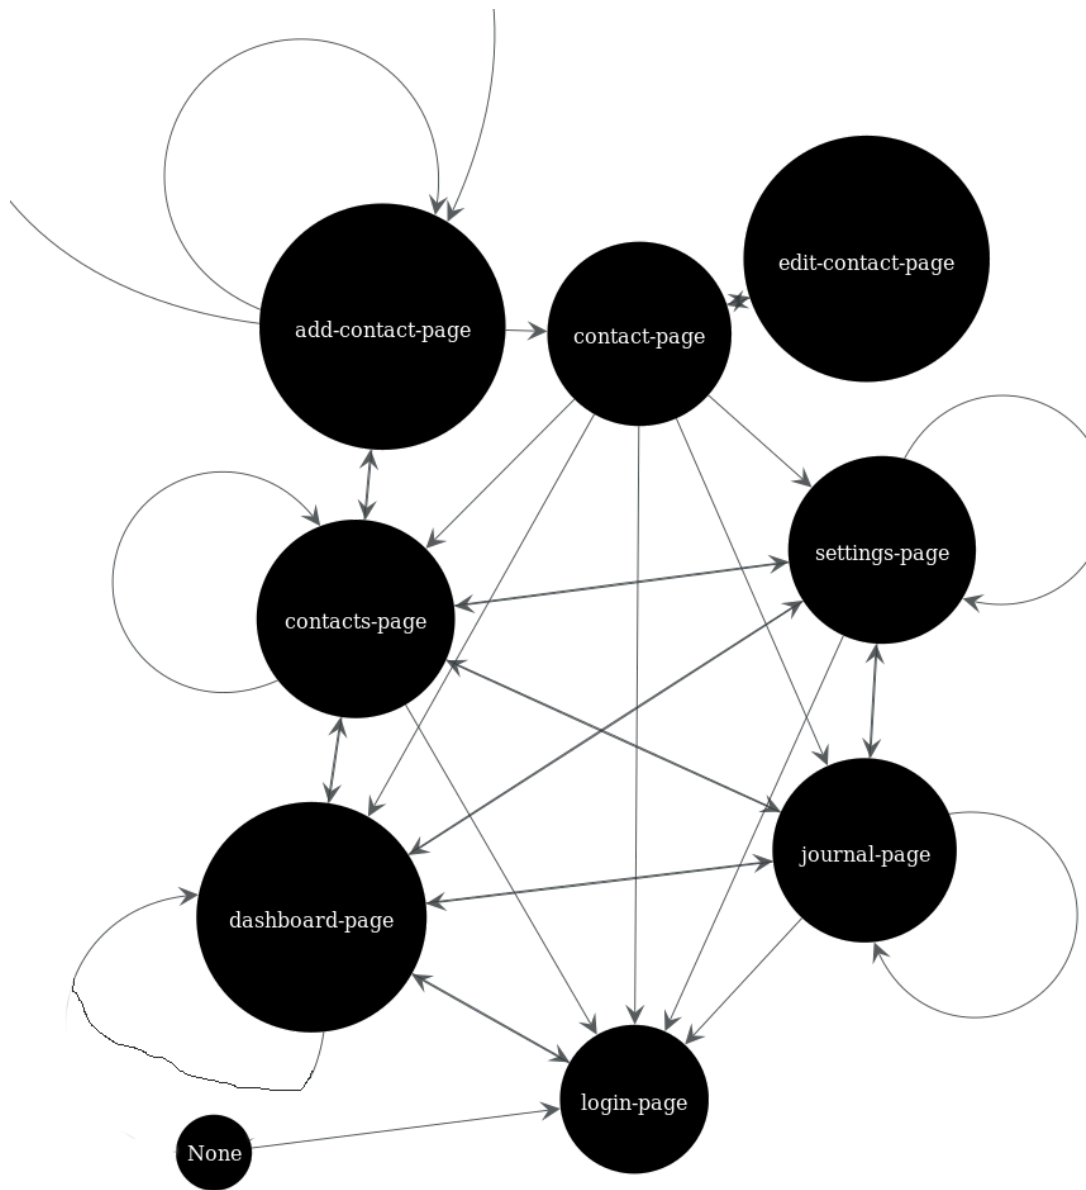 edit-contact-page
add-contact-page
contact-page
settings-page
contacts-page
journal-page
dashboard-page
login-page
None